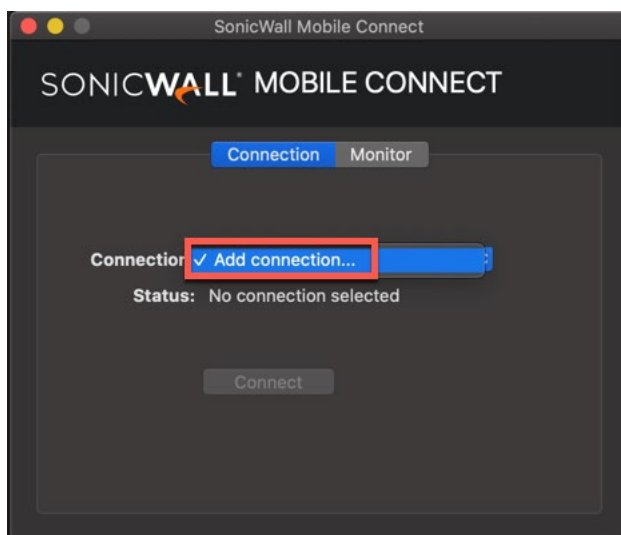 SonicWall Mobile Connect
SONICWALL® MOBILE CONNECT
Connection Monitor
Connection ✓ Add connection...
Status: No connection selected
Connect